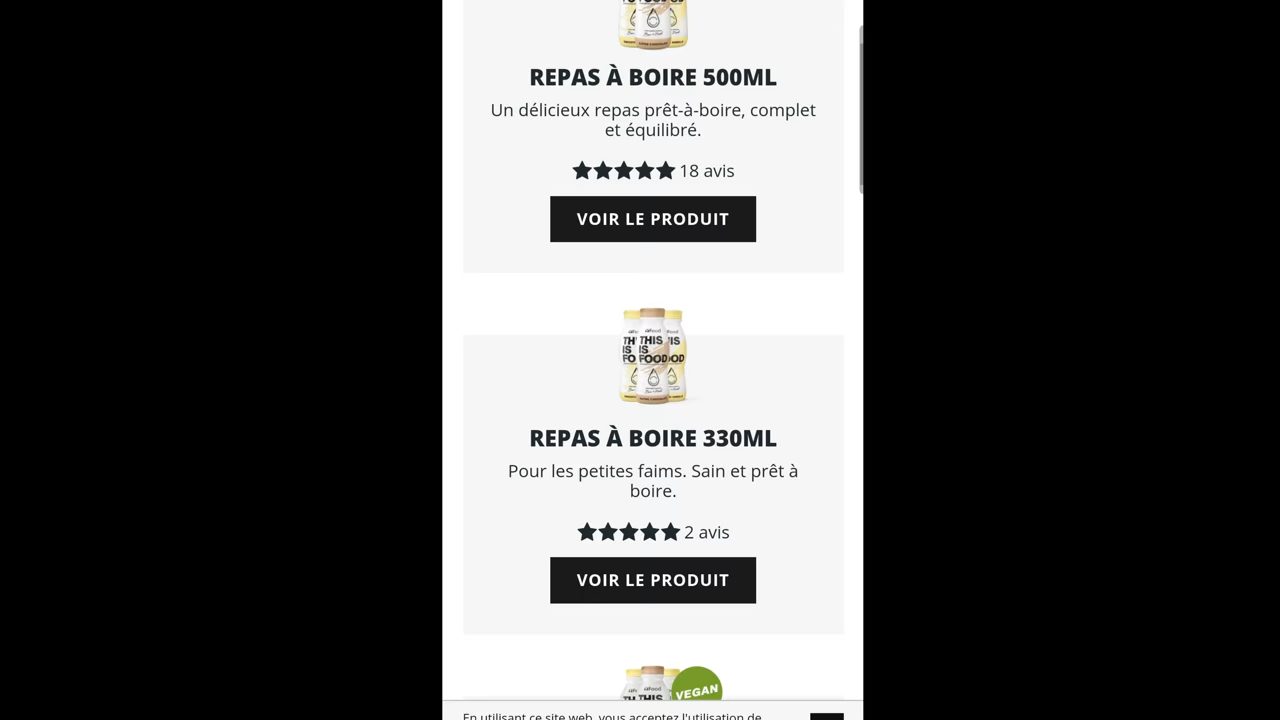 REPAS À BOIRE 500ML
Un délicieux repas prêt-à-boire, complet
et équilibré.
18 avis
VOIR LE PRODUIT
THIS
IS
FOOD
REPAS À BOIRE 330ML
Pour les petites faims. Sain et prêt à
boire.
2 avis
VOIR LE PRODUIT
VEGAN
THIS
En utilisant ce site web, vous acceptez l'utilisation de